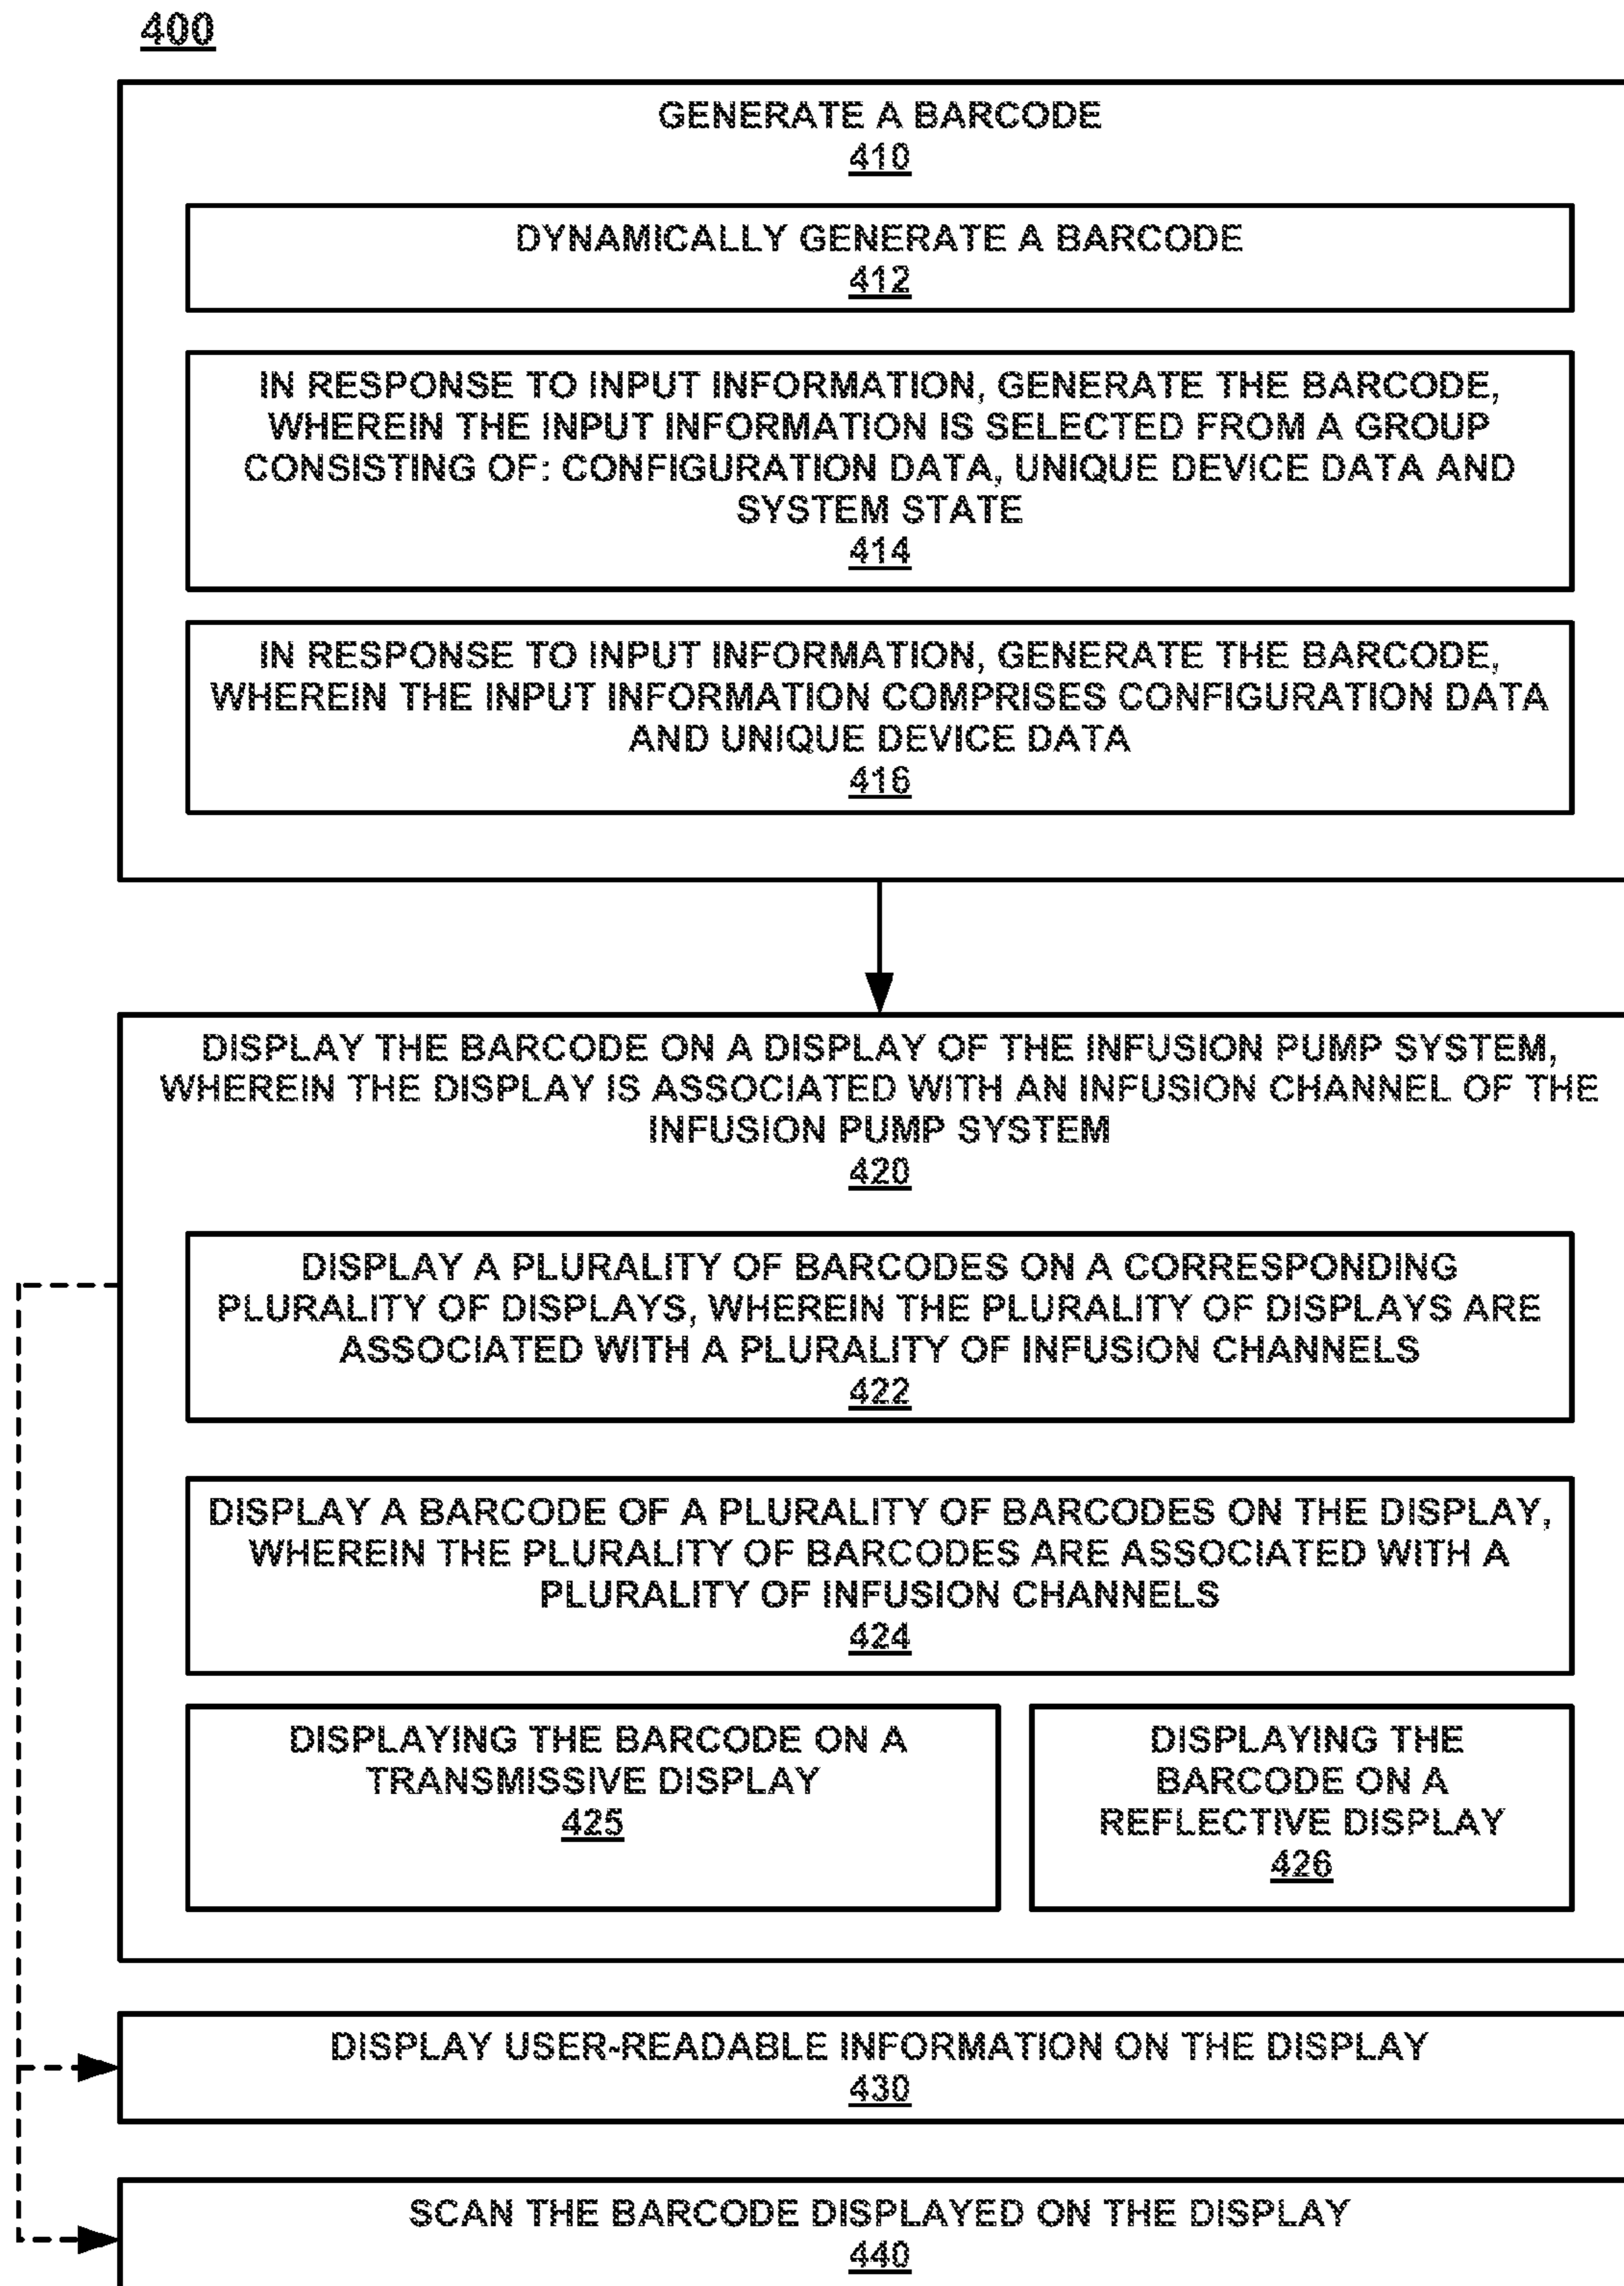 400
GENERATE A BARCODE
410
DYNAMICALLY GENERATE A BARCODE
412
IN RESPONSE TO INPUT INFORMATION, GENERATE THE BARCODE,
WHEREIN THE INPUT INFORMATION IS SELECTED FROM A GROUP
CONSISTING OF: CONFIGURATION DATA, UNIQUE DEVICE DATA AND
SYSTEM STATE
414
IN RESPONSE TO INPUT INFORMATION, GENERATE THE BARCODE,
WHEREIN THE INPUT INFORMATION COMPRISES CONFIGURATION DATA
AND UNIQUE DEVICE DATA
416
DISPLAY THE BARCODE ON A DISPLAY OF THE INFUSION PUMP SYSTEM,
WHEREIN THE DISPLAY IS ASSOCIATED WITH AN INFUSION CHANNEL OF THE
INFUSION PUMP SYSTEM
420
DISPLAY A PLURALITY OF BARCODES ON A CORRESPONDING
PLURALITY OF DISPLAYS, WHEREIN THE PLURALITY OF DISPLAYS ARE
ASSOCIATED WITH A PLURALITY OF INFUSION CHANNELS
422
DISPLAY A BARCODE OF A PLURALITY OF BARCODES ON THE DISPLAY,
WHEREIN THE PLURALITY OF BARCODES ARE ASSOCIATED WITH A
PLURALITY OF INFUSION CHANNELS
424
DISPLAYING THE BARCODE ON A
TRANSMISSIVE DISPLAY
425
DISPLAYING THE
BARCODE ON A
REFLECTIVE DISPLAY
426
DISPLAY USER-READABLE INFORMATION ON THE DISPLAY
430
SCAN THE BARCODE DISPLAYED ON THE DISPLAY
440